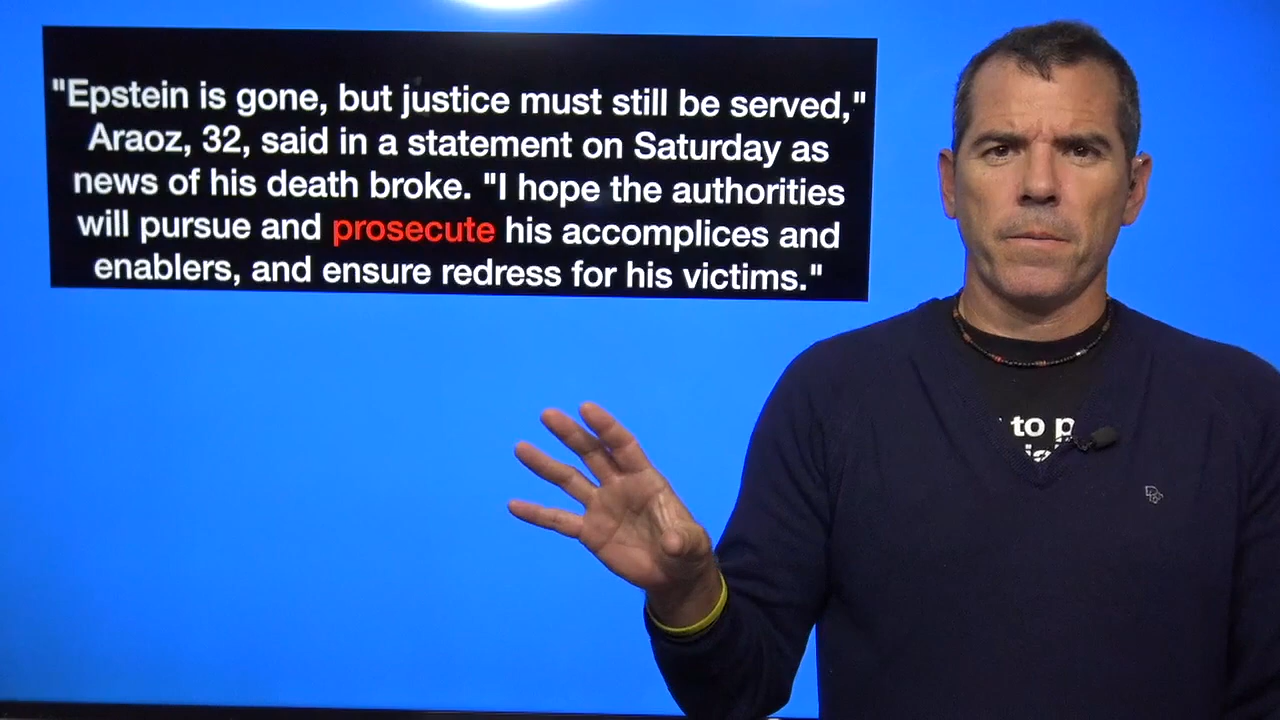 "Epstein is gone, but justice must still be served,"
Araoz, 32, said in a statement on Saturday as
news of his death broke. "I hope the authorities
will pursue and prosecute his accomplices and
enablers, and ensure redress for his victims."
to p